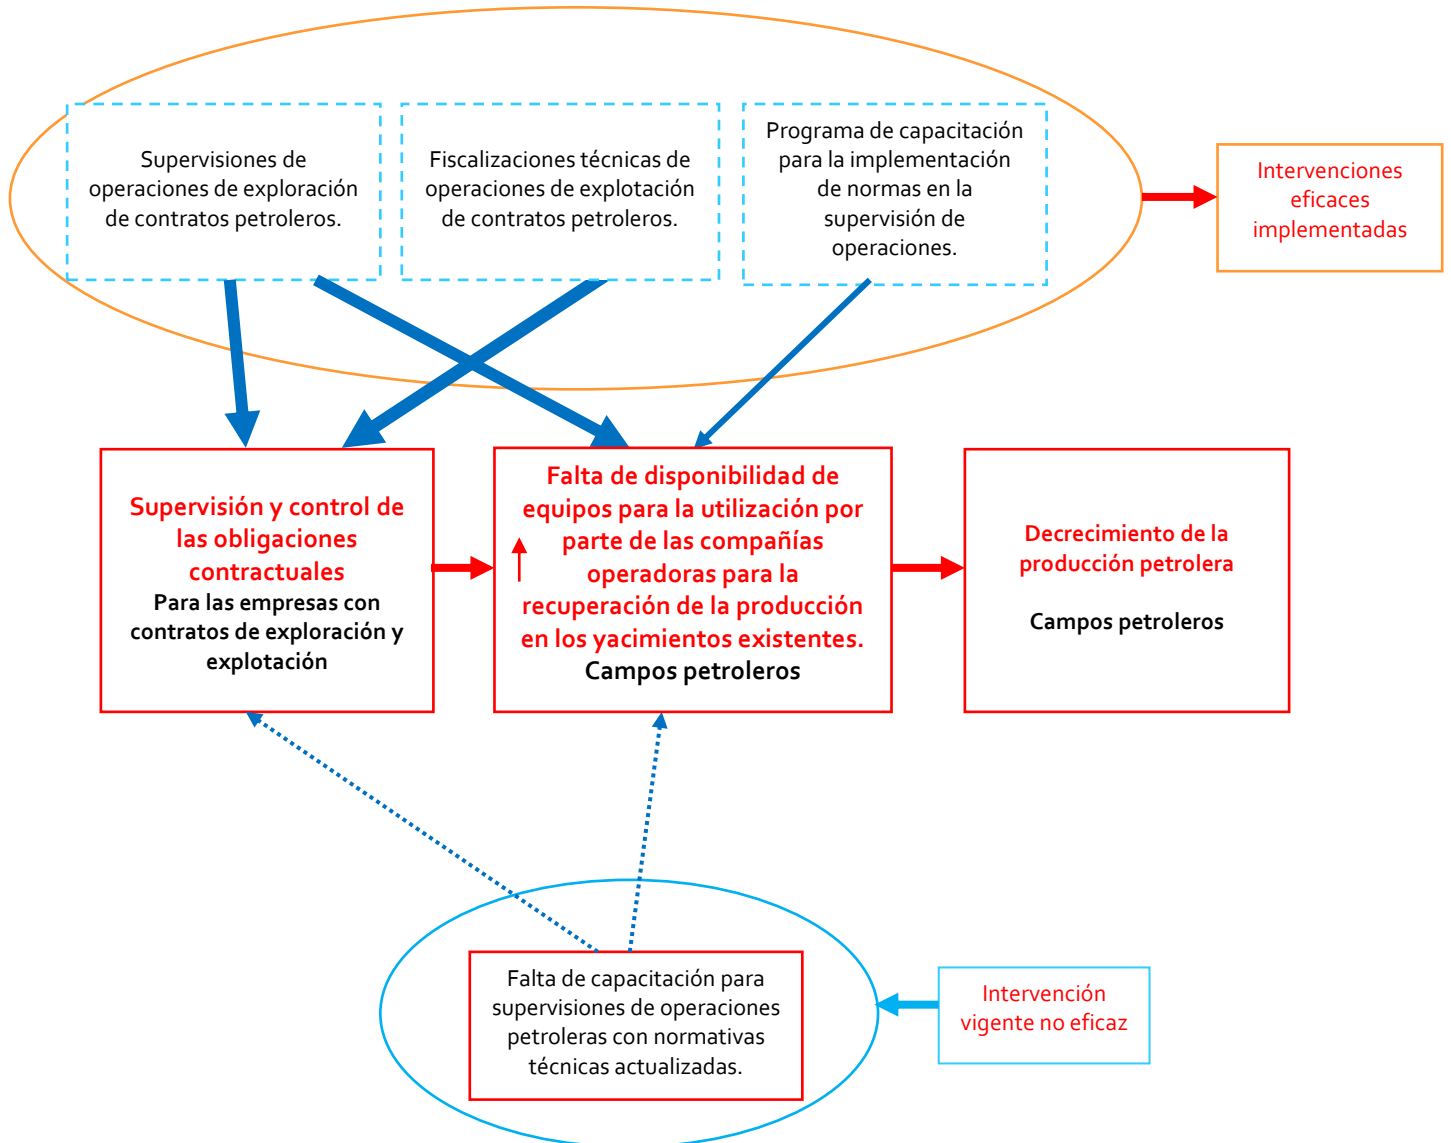 Supervisiones de
operaciones de exploración
de contratos petroleros.
Fiscalizaciones técnicas de
operaciones de explotación
de contratos petroleros.
Programa de capacitación
para la implementación
de normas en la
supervisión de
operaciones.
Intervenciones
eficaces
implementadas
Supervisión y control de
las obligaciones
contractuales
Para las empresas con
contratos de exploración y
explotación
Falta de disponibilidad de
equipos para la utilización por
parte de las compañías
operadoras para la
recuperación de la producción
en los yacimientos existentes.
Campos petroleros
Decrecimiento de la
producción petrolera
Campos petroleros
Falta de capacitación para
supervisiones de operaciones
petroleras con normativas
técnicas actualizadas.
Intervención
vigente no eficaz